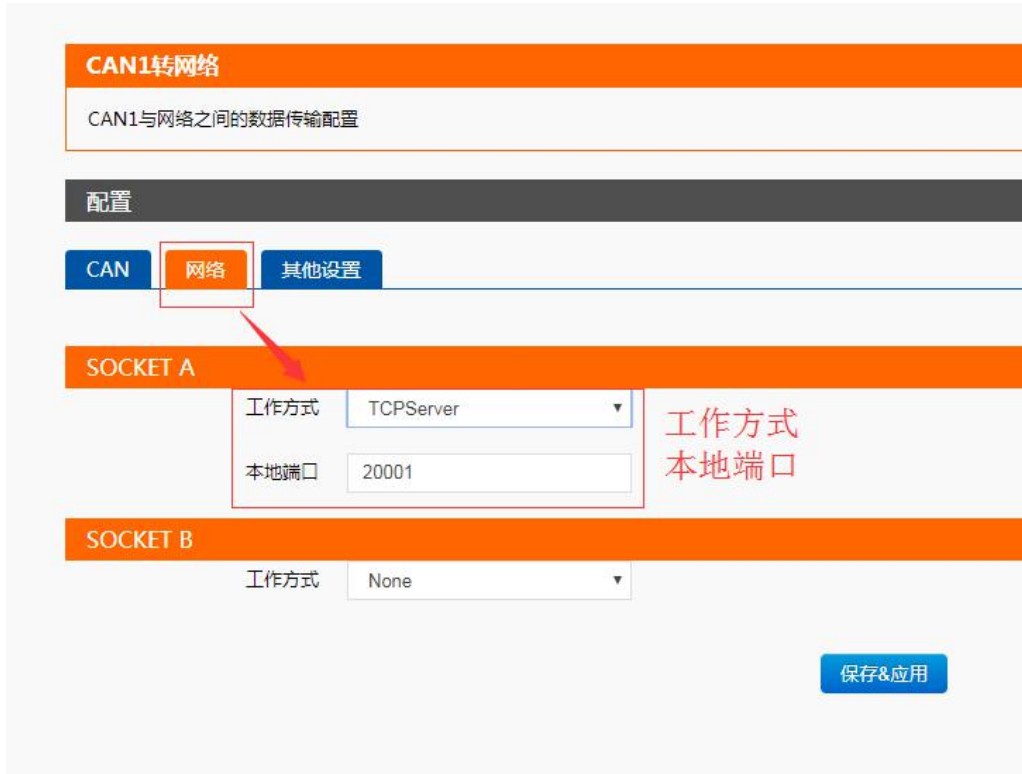 CAN1转网络
CAN1与网络之间的数据传输配置
配置
CAN 网络 其他设置
SOCKET A
工作方式 TCPServer
本地端口 20001
工作方式
本地端口
SOCKET B
工作方式 None
保存&应用